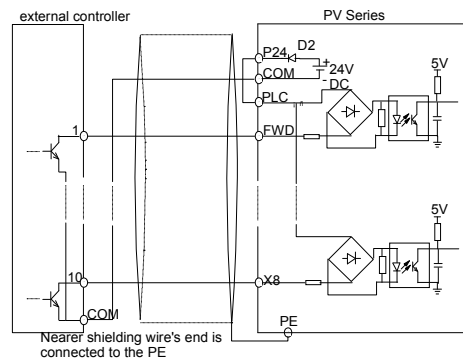 external controller
PV Series
P24
D2
COM
+
24V
-
DC
PLC
5V
1
FWD
5V
10
X8
COM
PE
Nearer shielding wire's end is
connected to the PE